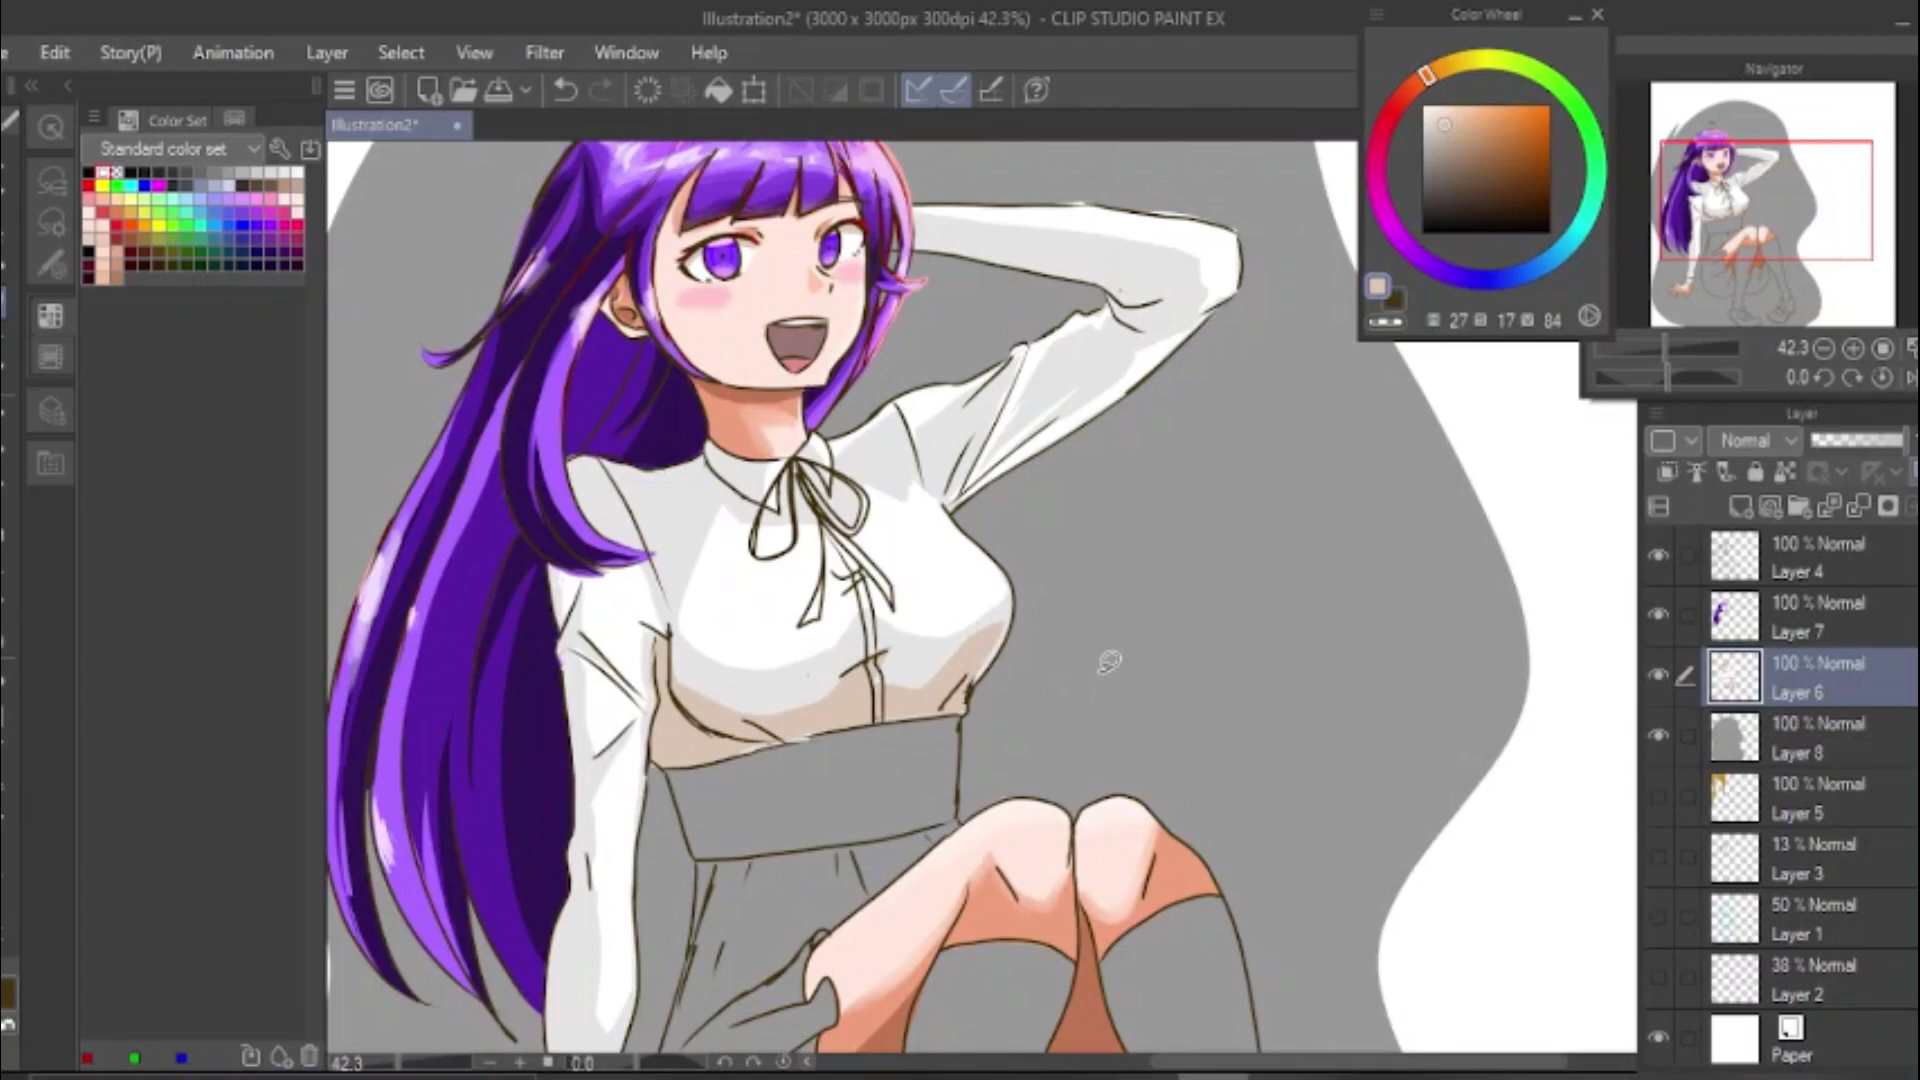 Illustration2* (3000 x 3000px 300dpi 42.3%) - CLIP STUDIO PAINT EX
Edit Story(P) Animation Layer Select View Filter Window Help
Color Wheel
27 17 84
Navigator
42.3
0.0
Color Set
Standard color set
Illustration2*
Layer
Normal
100 % Normal
Layer 4
100 % Normal
Layer 7
100 % Normal
Layer 6
100 % Normal
Layer 8
100 % Normal
Layer 5
13 % Normal
Layer 3
50 % Normal
Layer 1
38 % Normal
Layer 2
Paper
42.3
0.0